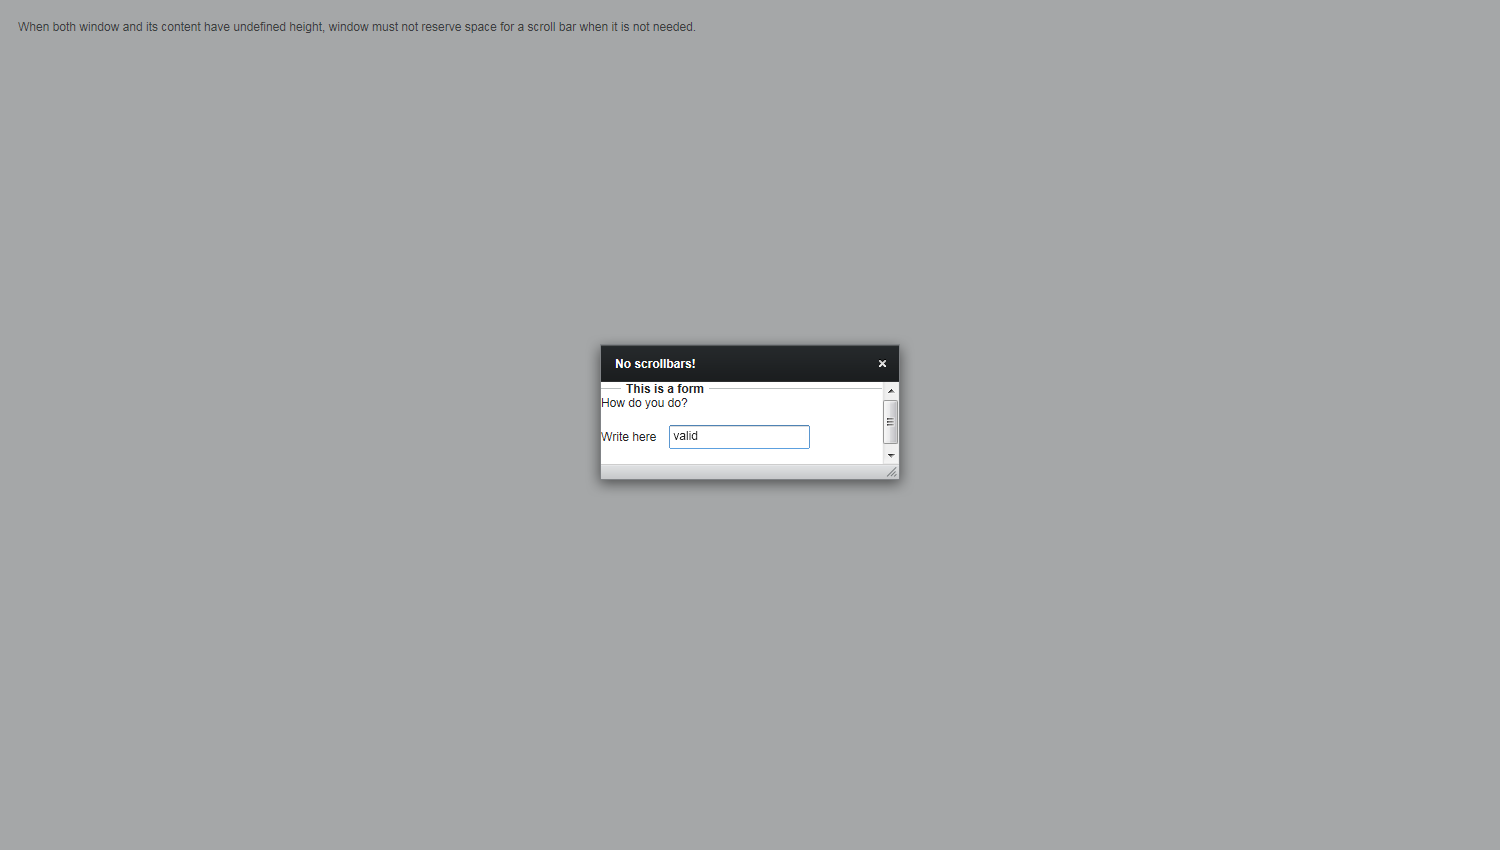 When both window and its content have undefined height, window must not reserve space for a scroll bar when it is not needed.
No scrollbars!
This is a form
How do you do?
Write here valid